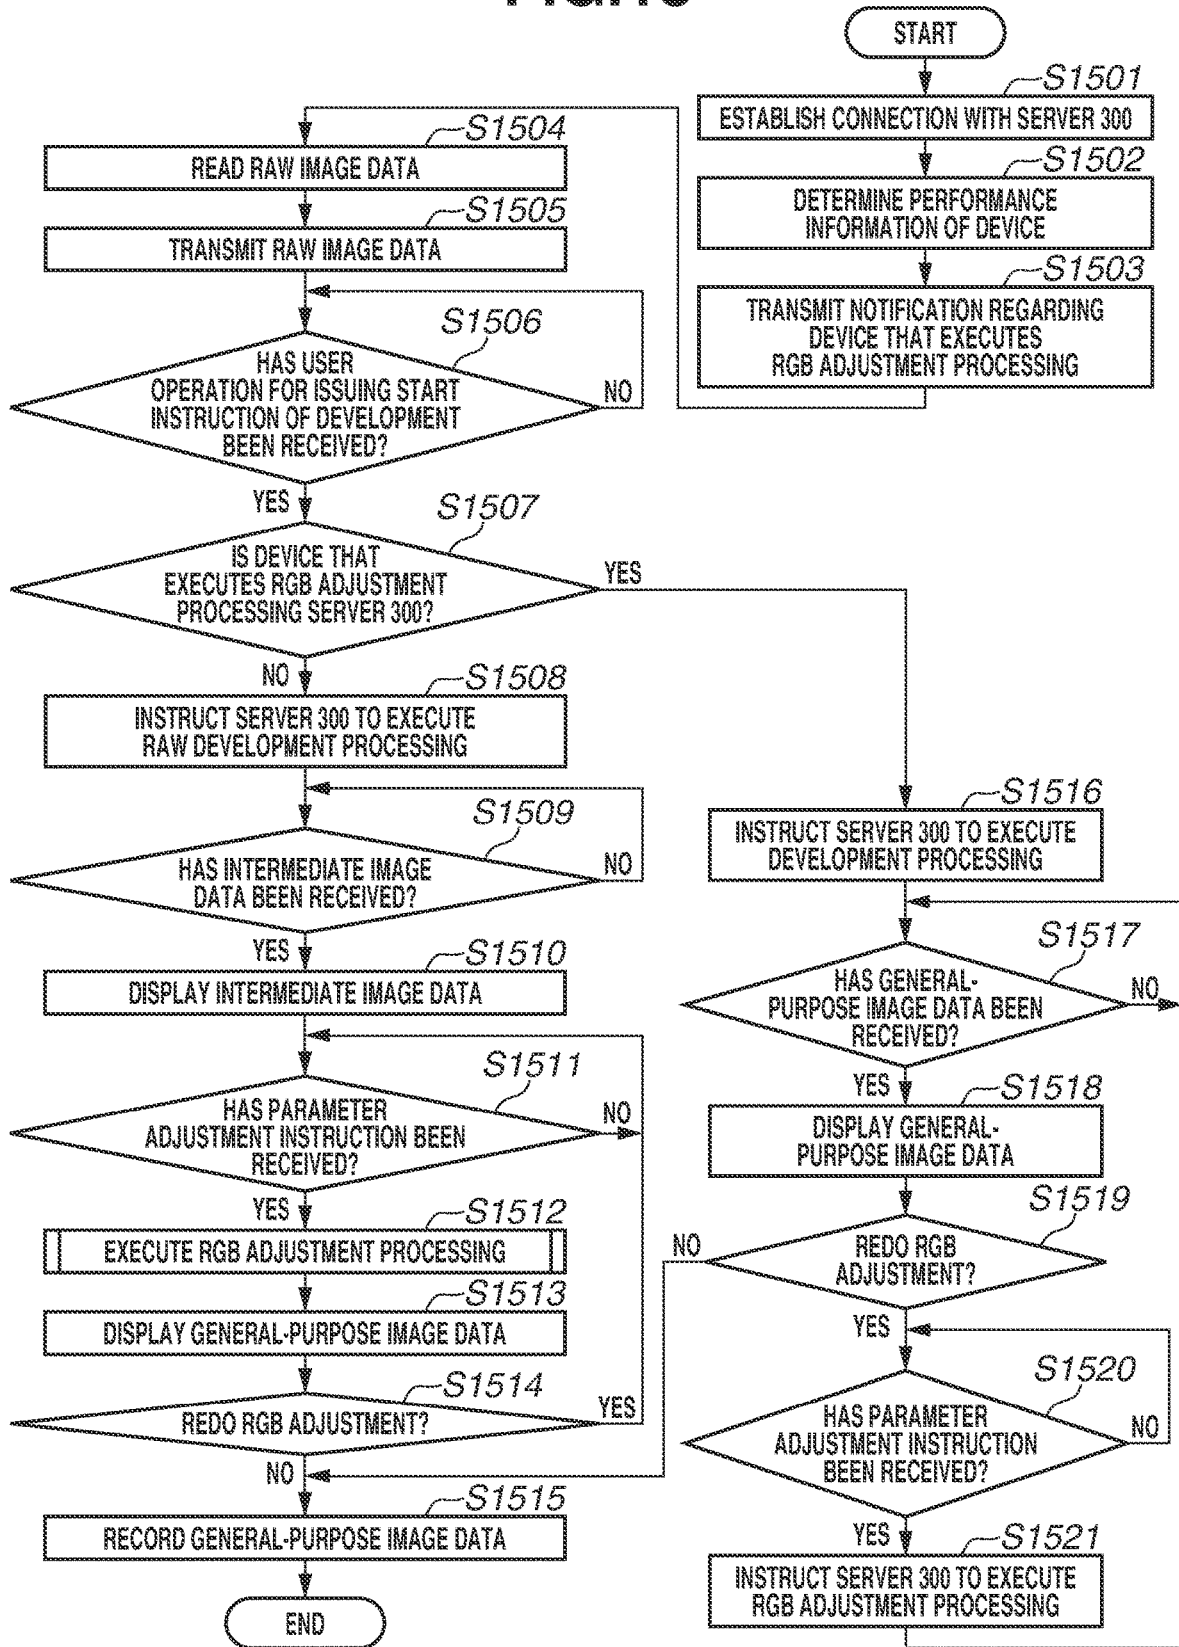 START
S1501
ESTABLISH CONNECTION WITH SERVER 300
S1502
DETERMINE PERFORMANCE
INFORMATION OF DEVICE
S1503
TRANSMIT NOTIFICATION REGARDING
DEVICE THAT EXECUTES
RGB ADJUSTMENT PROCESSING
S1504
READ RAW IMAGE DATA
S1505
TRANSMIT RAW IMAGE DATA
S1506
HAS USER
OPERATION FOR ISSUING START
INSTRUCTION OF DEVELOPMENT
BEEN RECEIVED?
NO
YES
S1507
IS DEVICE THAT
EXECUTES RGB ADJUSTMENT
PROCESSING SERVER 300?
YES
NO
S1508
INSTRUCT SERVER 300 TO EXECUTE
RAW DEVELOPMENT PROCESSING
S1509
HAS INTERMEDIATE IMAGE
DATA BEEN RECEIVED?
NO
YES
S1510
DISPLAY INTERMEDIATE IMAGE DATA
S1511
HAS PARAMETER
ADJUSTMENT INSTRUCTION BEEN
RECEIVED?
NO
YES
S1512
EXECUTE RGB ADJUSTMENT PROCESSING
S1513
DISPLAY GENERAL-PURPOSE IMAGE DATA
S1514
REDO RGB ADJUSTMENT?
YES
NO
S1515
RECORD GENERAL-PURPOSE IMAGE DATA
END
S1516
INSTRUCT SERVER 300 TO EXECUTE
DEVELOPMENT PROCESSING
S1517
HAS GENERAL-
PURPOSE IMAGE DATA BEEN
RECEIVED?
NO
YES
S1518
DISPLAY GENERAL-
PURPOSE IMAGE DATA
S1519
REDO RGB
ADJUSTMENT?
NO
YES
S1520
HAS PARAMETER
ADJUSTMENT INSTRUCTION
BEEN RECEIVED?
NO
YES
S1521
INSTRUCT SERVER 300 TO EXECUTE
RGB ADJUSTMENT PROCESSING